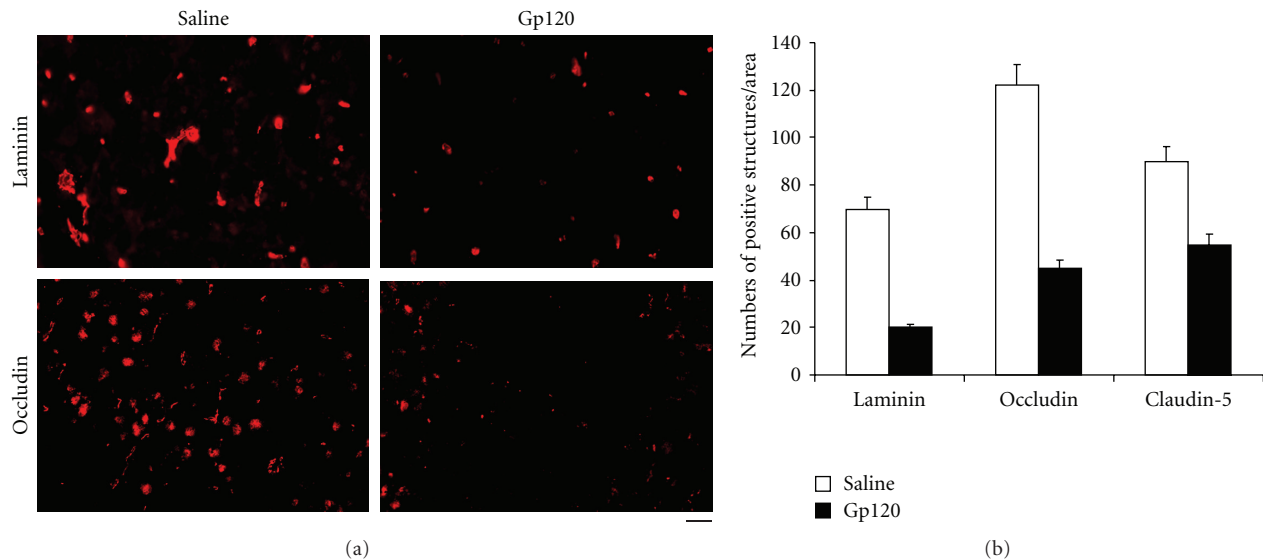 Saline
Gp120
Laminin
Occludin
(a)
Numbers of positive structures/area
140
120
100
80
60
40
20
0
Laminin
Occludin
Claudin-5
Saline
Gp120
(b)